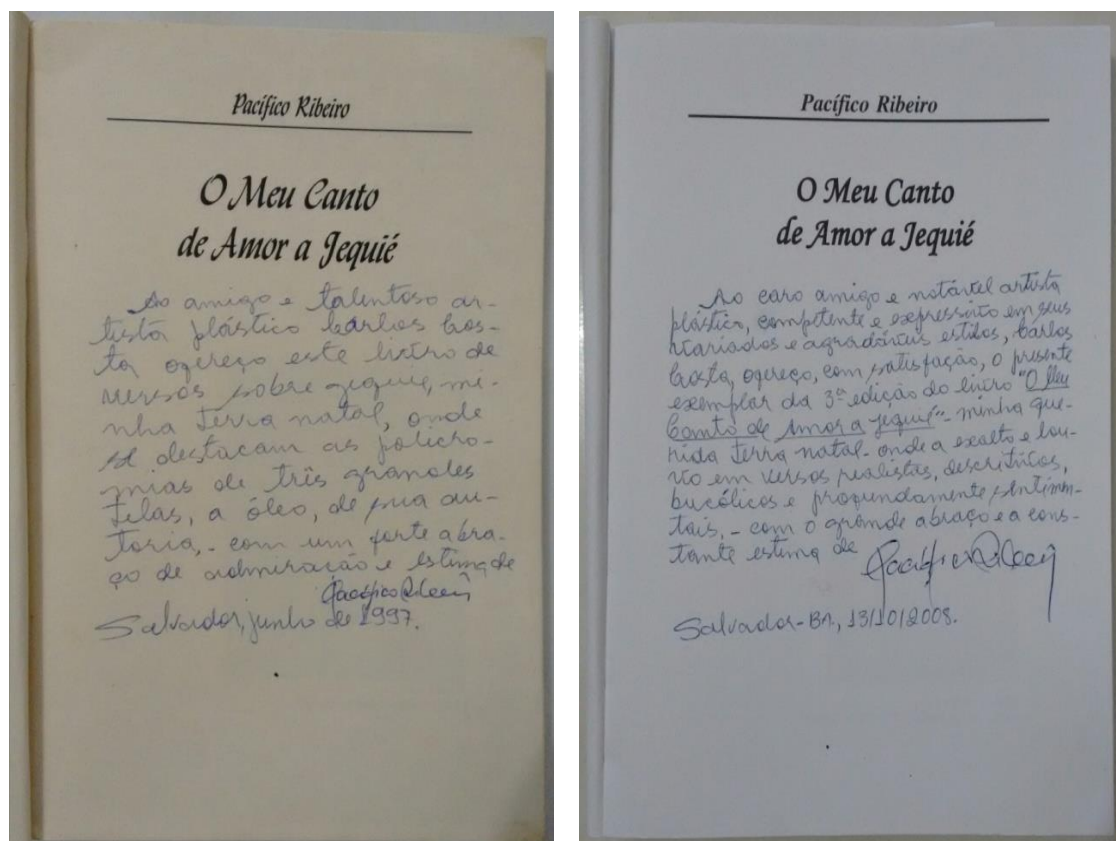 Pacífico Ribeiro
O Meu Canto
de Amor a Jequié
Ao amigo e talentoso ar-
tista plástico Carlos Cos-
ta ofereço este livro de
versos sobre Jequié, mi-
nha terra natal, onde
se destacam as policro-
mias de três grandes
telas, a óleo, de sua au-
toria, - com um forte abra-
ço de admiração e estima de
Pacífico Ribeiro
Salvador, junho de 1997.
Pacífico Ribeiro
O Meu Canto
de Amor a Jequié
Ao caro amigo e notável artista
plástico, competente e expressivo em seus
variados e agradáveis estilos, Carlos
Costa, ofereço, com satisfação, o presente
exemplar da 3ª edição do livro "O Meu
Canto de Amor a Jequié" - minha que-
rida terra natal - onde a exalto e lou-
vo em versos realistas, descritivos,
bucólicos e profundamente sentimen-
tais, - com o grande abraço e a cons-
tante estima de Pacífico Ribeiro
Salvador-BA, 13/10/2008.